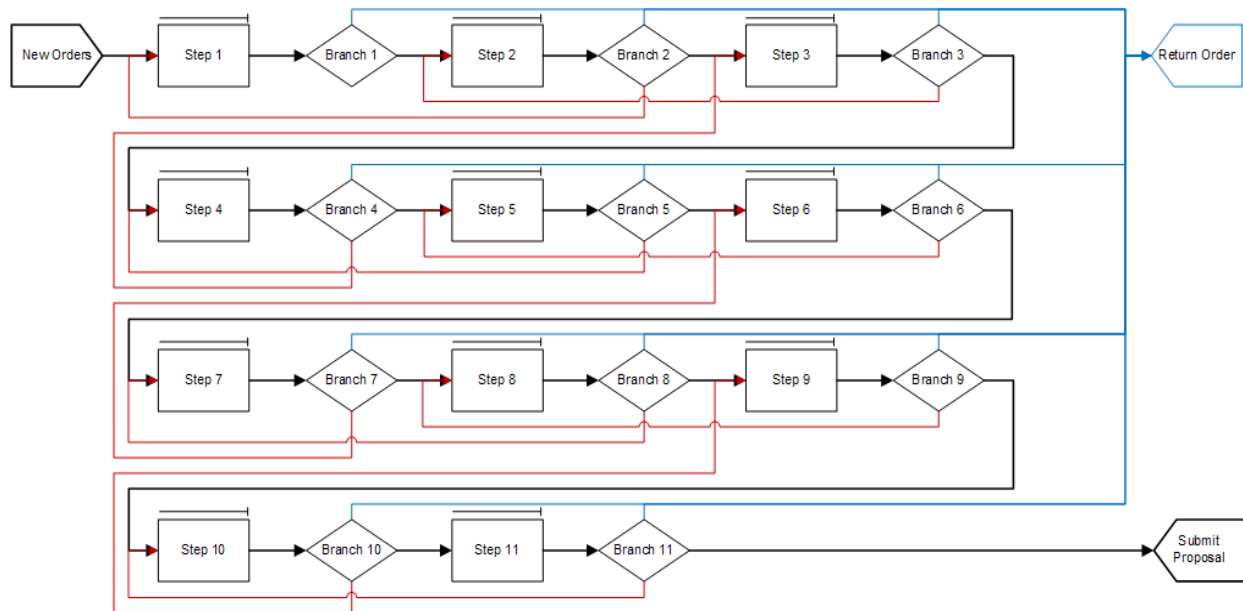 New Orders
Step 1
Branch 1
Step 2
Branch 2
Step 3
Branch 3
Return Order
Step 4
Branch 4
Step 5
Branch 5
Step 6
Branch 6
Step 7
Branch 7
Step 8
Branch 8
Step 9
Branch 9
Step 10
Branch 10
Step 11
Branch 11
Submit
Proposal